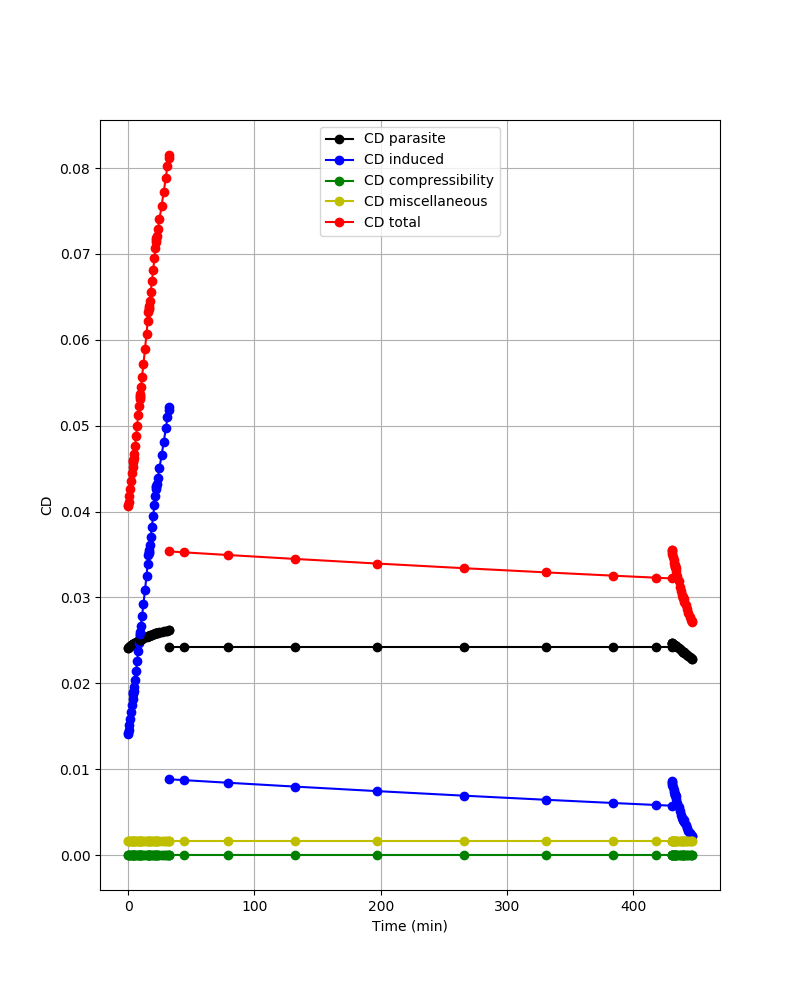 CD parasite
CD induced
CD compressibility
CD miscellaneous
CD total
0.08
0.07
0.06
0.05
0.04
0.03
0.02
0.01
0.00
CD
0 100 200 300 400
Time (min)